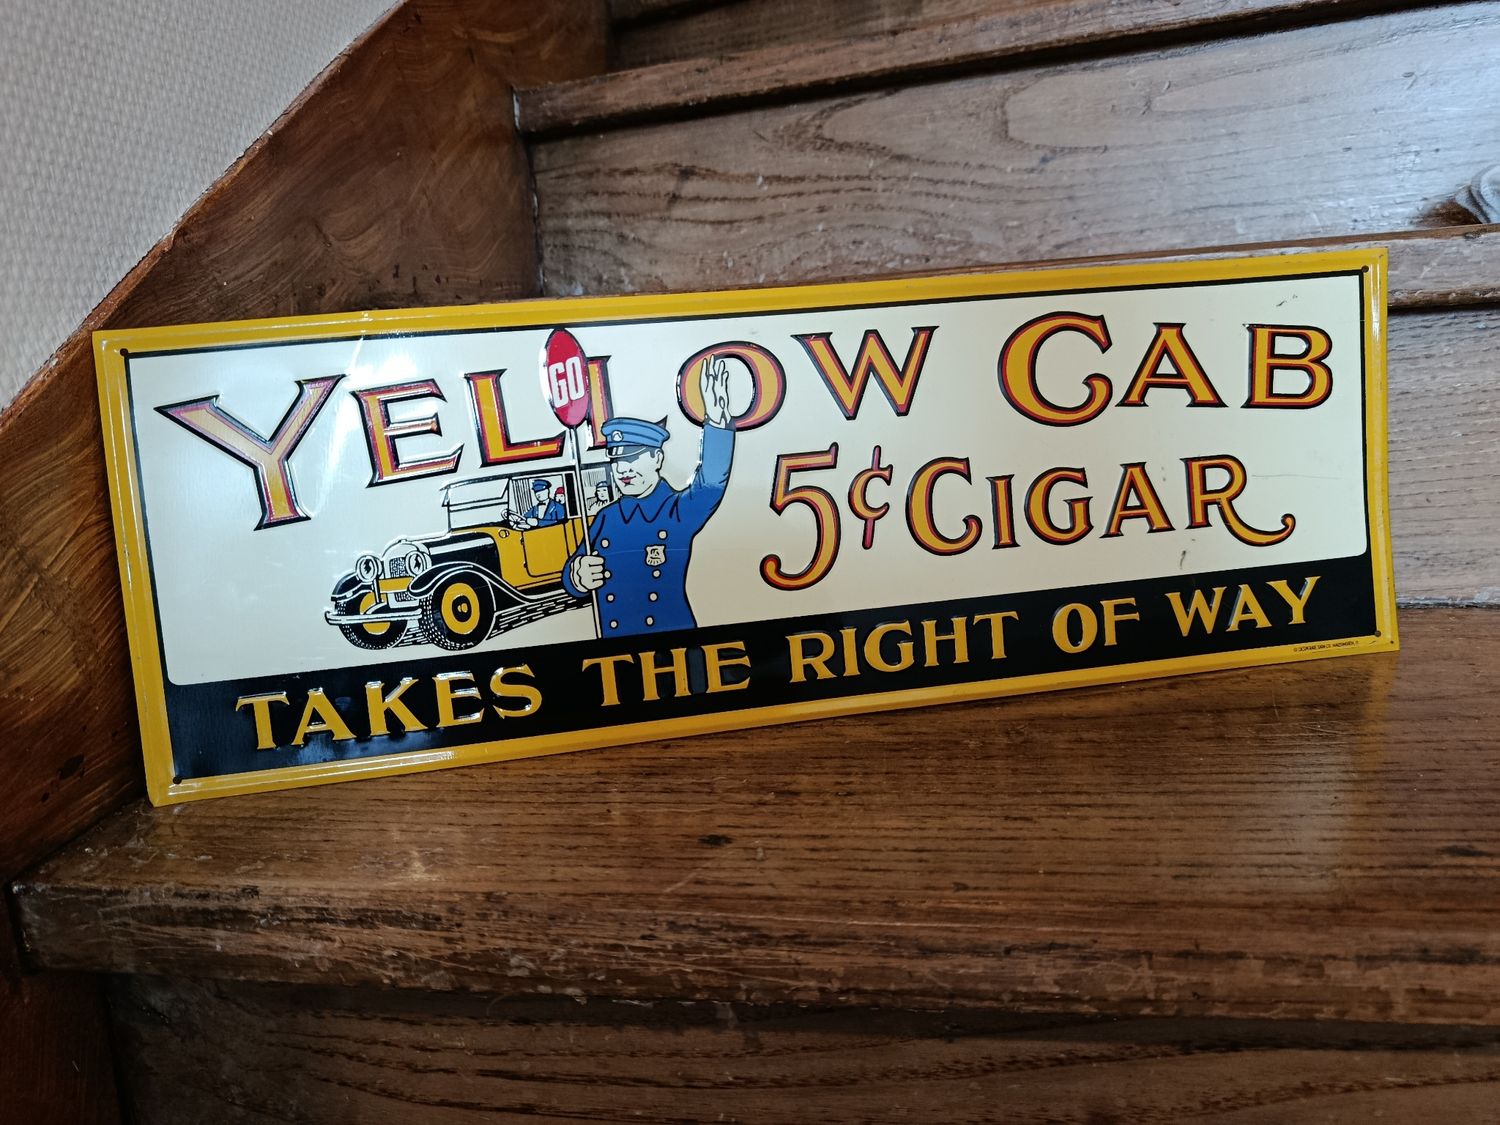 YELLOW CAB
GO
5¢ CIGAR
TAKES THE RIGHT OF WAY